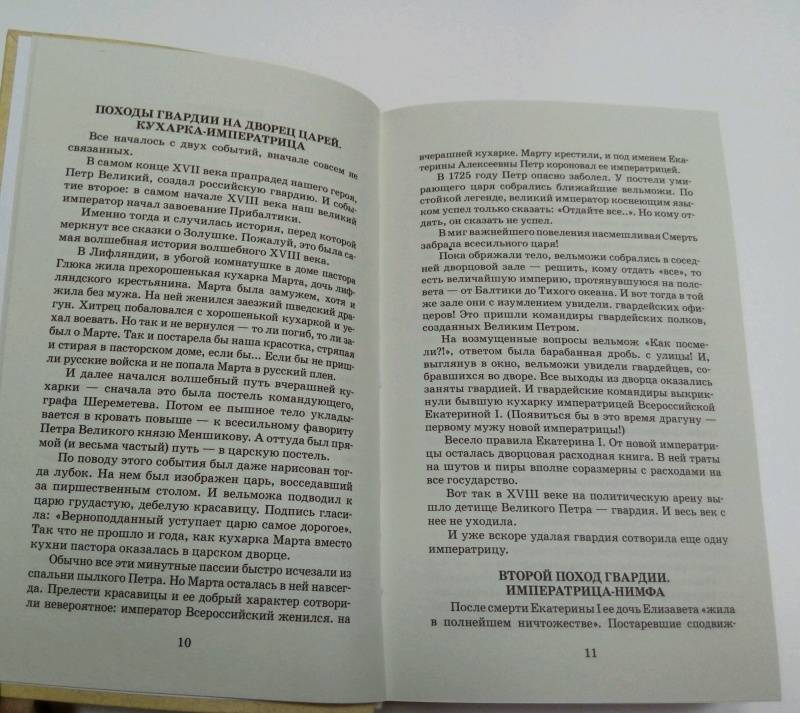 ПОХОДЫ ГВАРДИИ НА ДВОРЕЦ ЦАРЕЙ.
КУХАРКА-ИМПЕРАТРИЦА
Все началось с двух событий, вначале совсем не
связанных.
В самом конце XVII века прапрадед нашего героя,
Петр Великий, создал российскую гвардию. И собы-
тие второе: в самом начале XVIII века наш великий
император начал завоевание Прибалтики.
Именно тогда и случилась история, перед которой
меркнут все сказки о Золушке. Пожалуй, это была са-
мая волшебная история волшебного XVIII века.
В Лифляндии, в убогой комнатушке в доме пастора
Глюка жила прехорошенькая кухарка Марта, дочь лиф-
ляндского крестьянина. Марта была замужем, хотя и
жила без мужа. На ней женился заезжий шведский дра-
гун. Хитрец побаловался с хорошенькой кухаркой и уе-
хал воевать. Но так и не вернулся — то ли погиб, то ли за-
был о Марте. Так и постарела бы наша красотка, стряпая
и стирая в пасторском доме, если бы... Если бы не приш-
ли русские войска и не попала Марта в русский плен.
И далее начался волшебный путь вчерашней ку-
харки — сначала это была постель командующего,
графа Шереметева. Потом ее пышное тело уклады-
вается в кровать повыше — к всесильному фавориту
Петра Великого князю Меншикову. А оттуда был пря-
мой (и весьма частый) путь — в царскую постель.
По поводу этого события был даже нарисован тог-
да лубок. На нем был изображен царь, восседавший
за пиршественным столом. И вельможа подводил к
царю грудастую, дебелую красавицу. Подпись гласи-
ла: «Верноподданный уступает царю самое дорогое».
Так что не прошло и года, как кухарка Марта вместо
кухни пастора оказалась в царском дворце.
Обычно все эти минутные пассии быстро исчезали из
спальни пылкого Петра. Но Марта осталась в ней навсег-
да. Прелести красавицы и ее добрый характер сотвори-
ли невероятное: император Всероссийский женился. на
10
вчерашней кухарке. Марту крестили, и под именем Ека-
терины Алексеевны Петр короновал ее императрицей.
В 1725 году Петр опасно заболел. У постели уми-
рающего царя собрались ближайшие вельможи. По
стойкой легенде, великий император коснеющим язы-
ком успел только сказать: «Отдайте все..». Но кому от-
дать, он сказать не успел.
В миг важнейшего повеления насмешливая Смерть
забрала всесильного царя!
Пока обряжали тело, вельможи собрались в сосед-
ней дворцовой зале — решить, кому отдать «все», то
есть величайшую империю, протянувшуюся на полс-
вета — от Балтики до Тихого океана. И вот тогда в той
же зале они с изумлением увидели. гвардейских офи-
церов! Это пришли командиры гвардейских полков,
созданных Великим Петром.
На возмущенные вопросы вельмож «Как посме-
ли?!», ответом была барабанная дробь. с улицы! И,
выглянув в окно, вельможи увидели гвардейцев, со-
бравшихся во дворе. Все выходы из дворца оказались
заняты гвардией. И гвардейские командиры выкрик-
нули бывшую кухарку императрицей Всероссийской
Екатериной I. (Появиться бы в это время драгуну —
первому мужу новой императрицы!)
Весело правила Екатерина I. От новой императри-
цы осталась дворцовая расходная книга. В ней траты
на шутов и пиры вполне соразмерны с расходами на
все государство.
Вот так в XVIII веке на политическую арену вы-
шло детище Великого Петра — гвардия. И весь век с
нее не уходила.
И уже вскоре удалая гвардия сотворила еще одну
императрицу.
ВТОРОЙ ПОХОД ГВАРДИИ.
ИМПЕРАТРИЦА-НИМФА
После смерти Екатерины I ее дочь Елизавета «жила
в полнейшем ничтожестве». Постаревшие сподвиж-
11